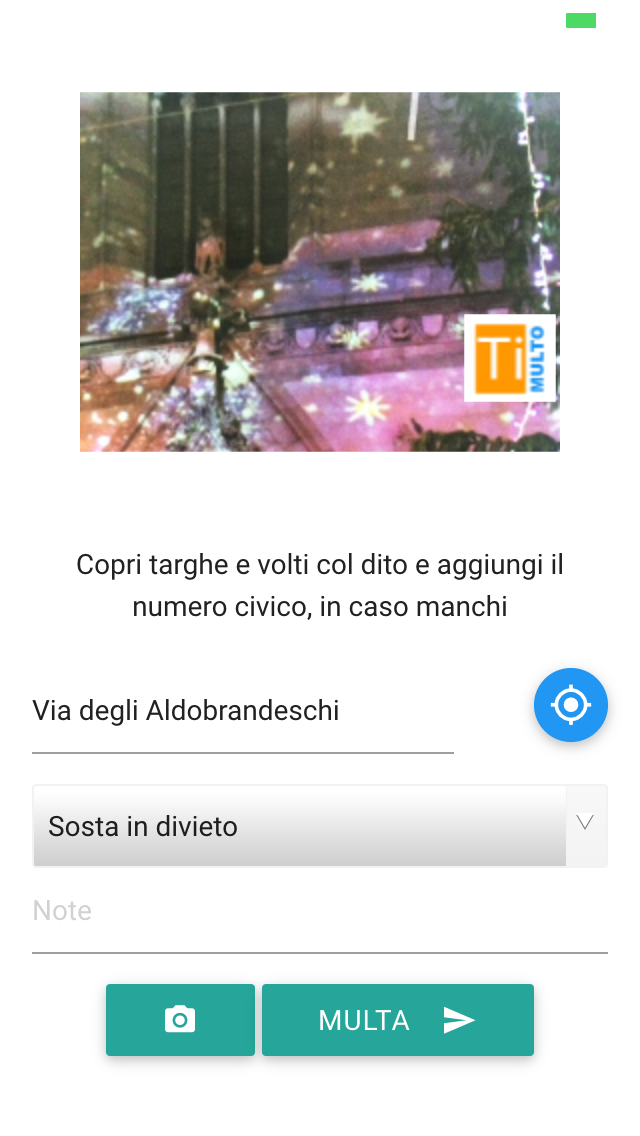 Ti
MULTO
Copri targhe e volti col dito e aggiungi il
numero civico, in caso manchi
Via degli Aldobrandeschi
Sosta in divieto
Note
MULTA